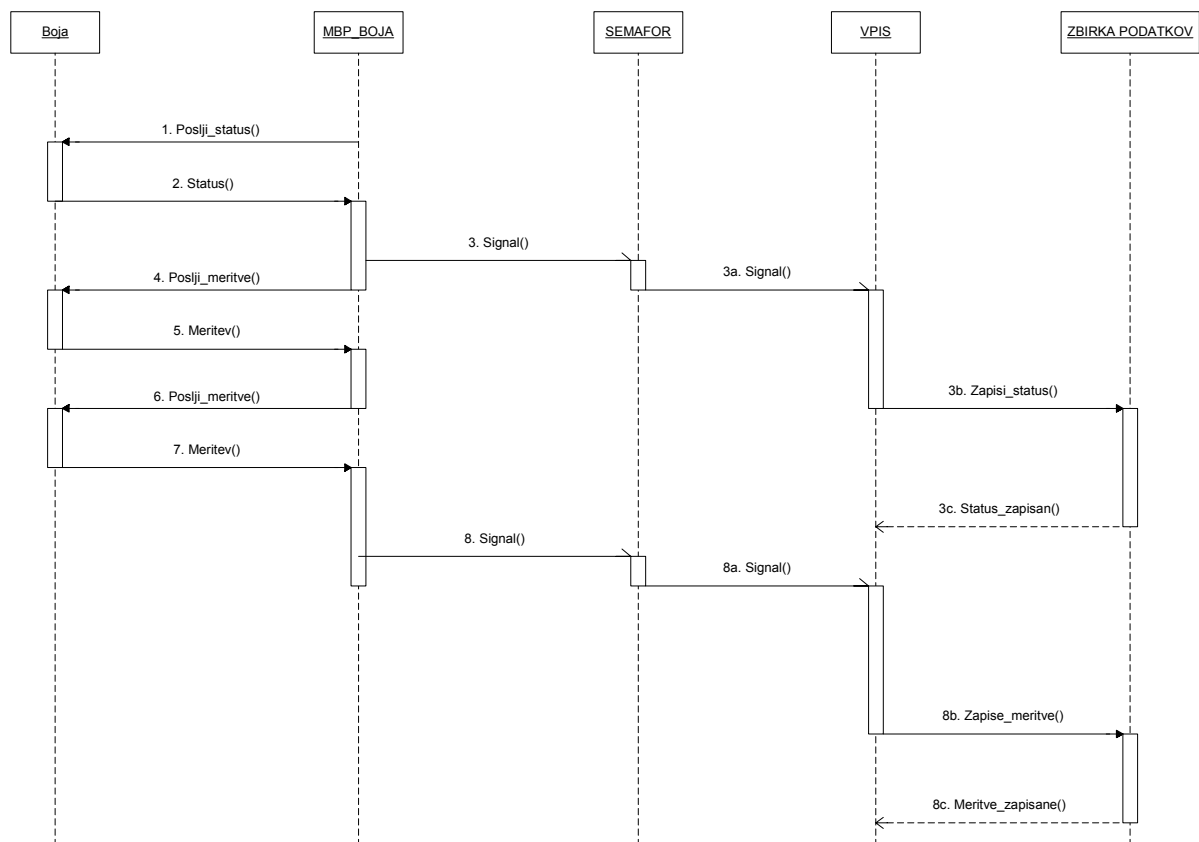 Boja
MBP_BOJA
SEMAFOR
VPIS
ZBIRKA PODATKOV
1. Poslji_status()
2. Status()
3. Signal()
4. Poslji_meritve()
3a. Signal()
5. Meritev()
6. Poslji_meritve()
3b. Zapisi_status()
7. Meritev()
3c. Status_zapisan()
8. Signal()
8a. Signal()
8b. Zapise_meritve()
8c. Meritve_zapisane()